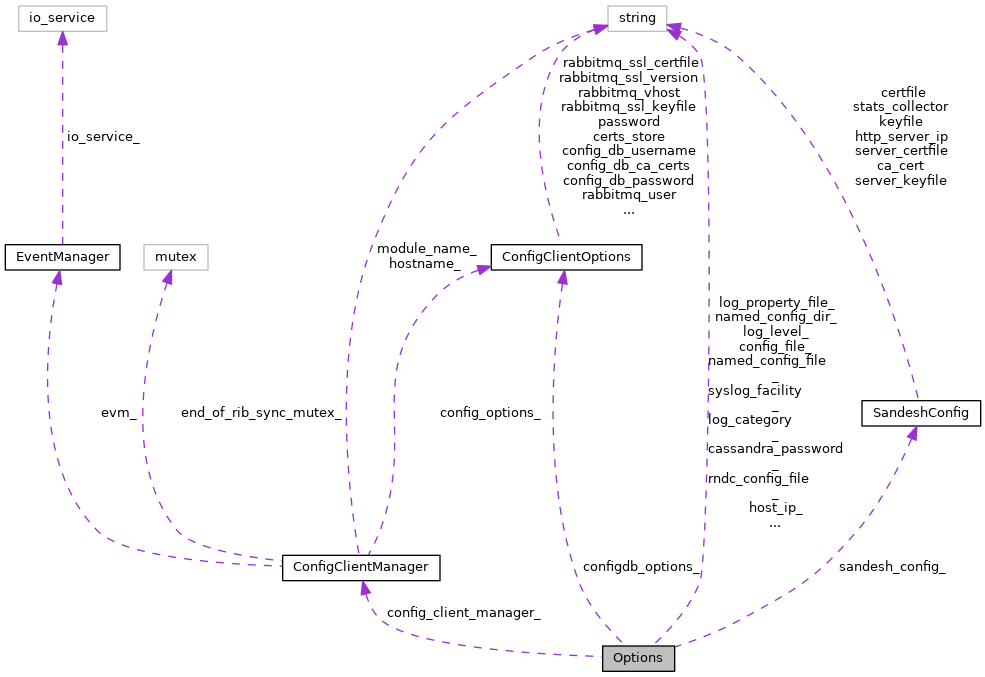 io_service
string
rabbitmq_ssl_certfile
rabbitmq_ssl_version
rabbitmq_vhost
rabbitmq_ssl_keyfile
password
certs_store
config_db_username
config_db_ca_certs
config_db_password
rabbitmq_user
...
certfile
stats_collector
keyfile
http_server_ip
server_certfile
ca_cert
server_keyfile
io_service_
module_name_
hostname_
EventManager
mutex
ConfigClientOptions
log_property_file_
named_config_dir_
log_level_
config_file_
named_config_file
_
syslog_facility
_
log_category
_
cassandra_password
_
rndc_config_file
_
host_ip_
...
evm_
end_of_rib_sync_mutex_
config_options_
SandeshConfig
ConfigClientManager
configdb_options_
sandesh_config_
config_client_manager_
Options